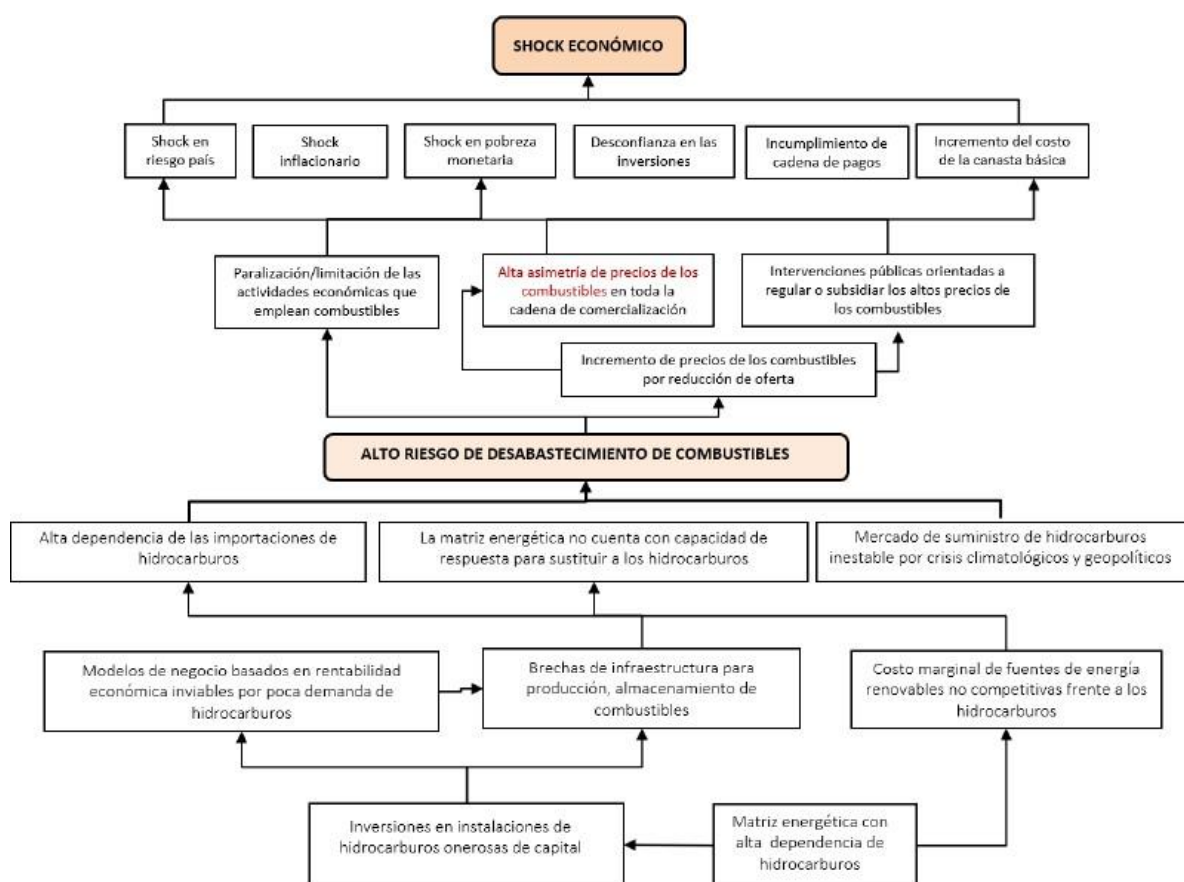 SHOCK ECONÓMICO
Shock en
riesgo país
Shock
inflacionario
Shock en pobreza
monetaria
Desconfianza en las
inversiones
Incumplimiento de
cadena de pagos
Incremento del costo
de la canasta básica
Paralización/limitación de las
actividades económicas que
emplean combustibles
Alta asimetría de precios de los
combustibles en toda la
cadena de comercialización
Intervenciones públicas orientadas a
regular o subsidiar los altos precios de
los combustibles
Incremento de precios de los combustibles
por reducción de oferta
ALTO RIESGO DE DESABASTECIMIENTO DE COMBUSTIBLES
Alta dependencia de las importaciones de
hidrocarburos
La matriz energética no cuenta con capacidad de
respuesta para sustituir a los hidrocarburos
Mercado de suministro de hidrocarburos
inestable por crisis climatológicos y geopolíticos
Modelos de negocio basados en rentabilidad
económica inviables por poca demanda de
hidrocarburos
Brechas de infraestructura para
producción, almacenamiento de
combustibles
Costo marginal de fuentes de energía
renovables no competitivas frente a los
hidrocarburos
Inversiones en instalaciones de
hidrocarburos onerosas de capital
Matriz energética con
alta dependencia de
hidrocarburos